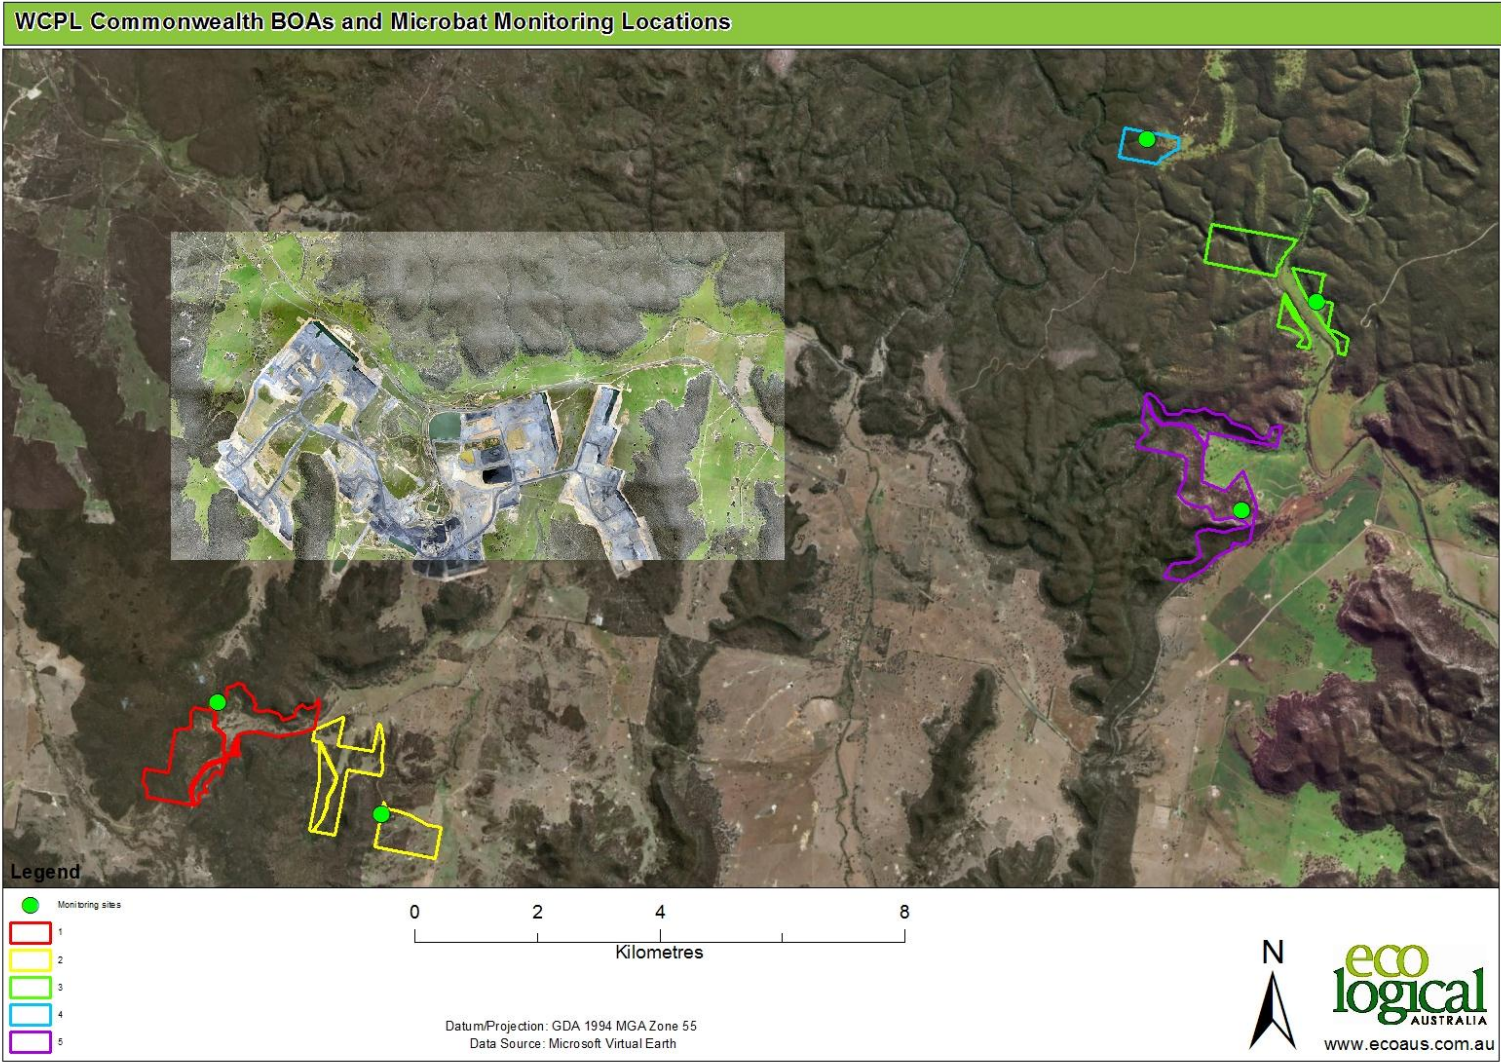 WCPL Commonwealth BOAs and Microbat Monitoring Locations
Legend
Monitoring sites
1
2
3
4
5
0 2 4 8
Kilometres
Datum/Projection: GDA 1994 MGA Zone 55
Data Source: Microsoft Virtual Earth
N
eco
logical
AUSTRALIA
www.ecoaus.com.au